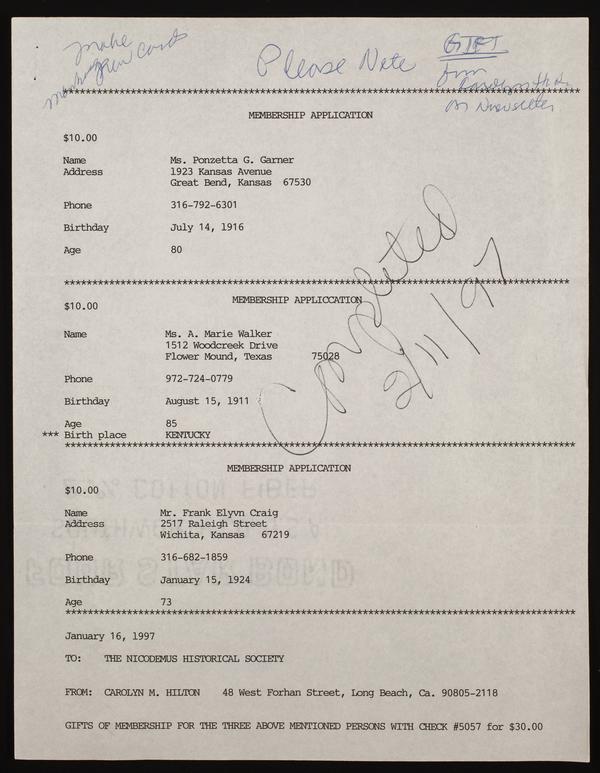 make
cards
Please Note
GIFT
from
*****************************************************************************************
MEMBERSHIP APPLICATION
$10.00
Name Ms. Ponzetta G. Garner
Address 1923 Kansas Avenue
Great Bend, Kansas 67530
Phone 316-792-6301
Birthday July 14, 1916
Age 80
*****************************************************************************************
MEMBERSHIP APPLICCATION
$10.00
Name Ms. A. Marie Walker
1512 Woodcreek Drive
Flower Mound, Texas 75028
Phone 972-724-0779
Birthday August 15, 1911
Age 85
*** Birth place KENTUCKY
*****************************************************************************************
Completed
2/11/97
MEMBERSHIP APPLICATION
$10.00
Name Mr. Frank Elyvn Craig
Address 2517 Raleigh Street
Wichita, Kansas 67219
Phone 316-682-1859
Birthday January 15, 1924
Age 73
*****************************************************************************************
January 16, 1997
TO: THE NICODEMUS HISTORICAL SOCIETY
FROM: CAROLYN M. HILTON 48 West Forhan Street, Long Beach, Ca. 90805-2118
GIFTS OF MEMBERSHIP FOR THE THREE ABOVE MENTIONED PERSONS WITH CHECK #5057 for $30.00